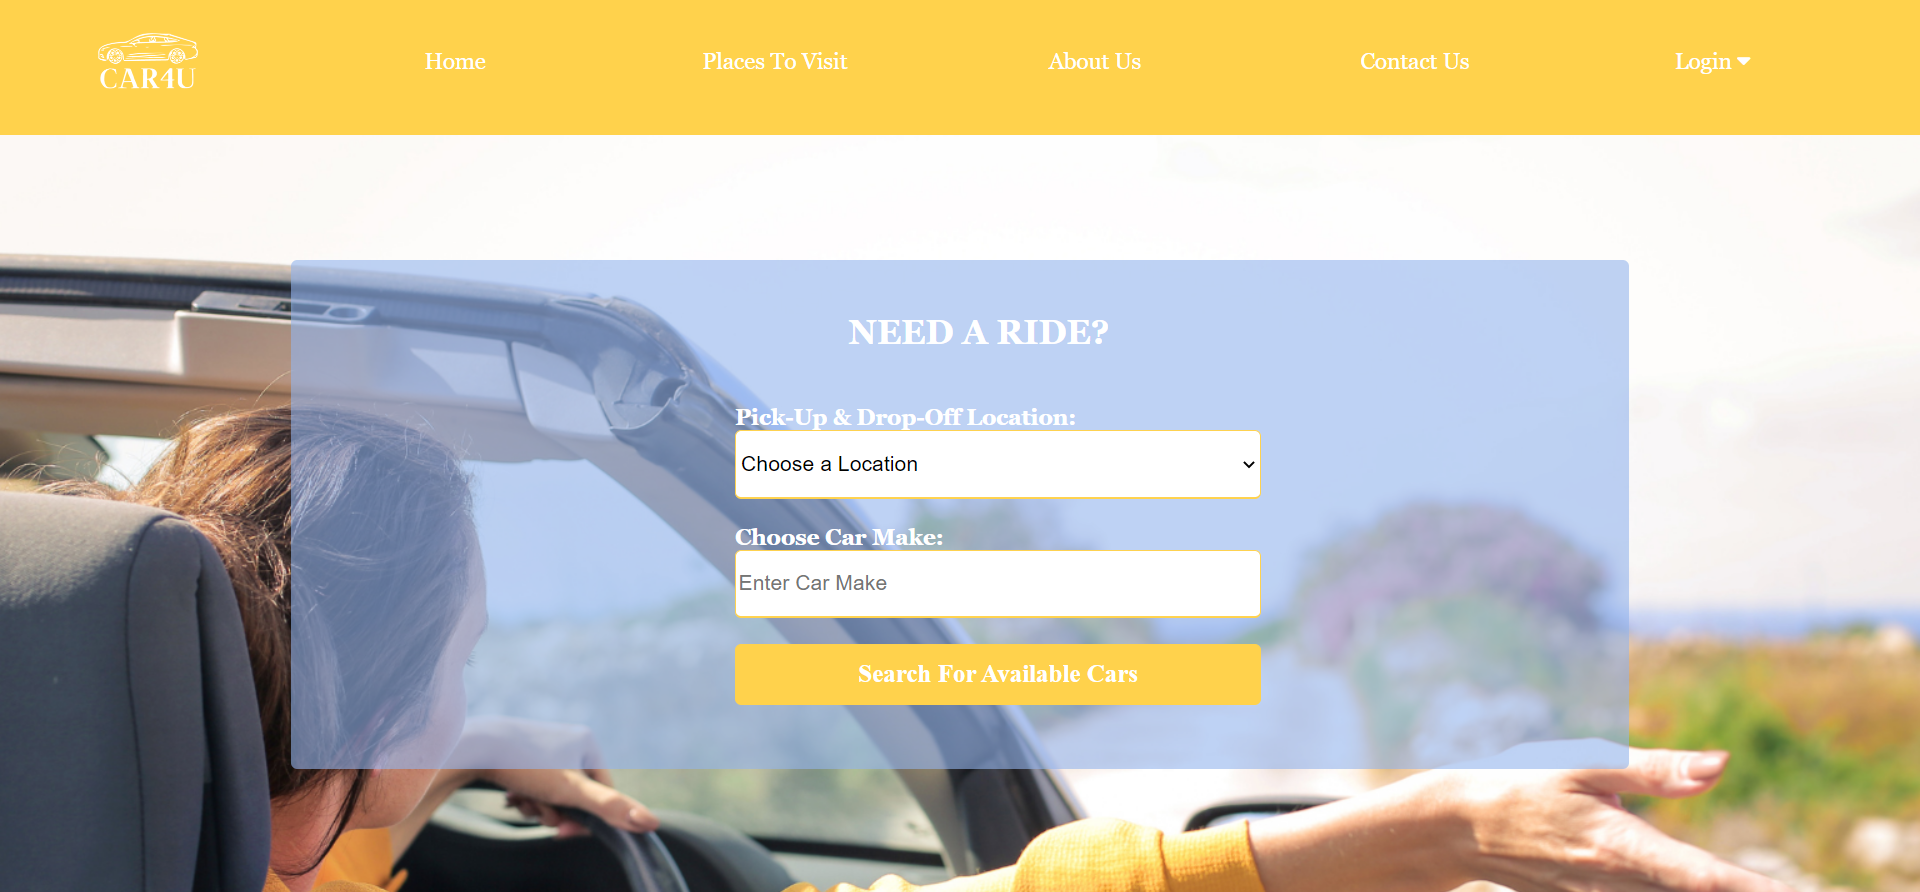 CAR4U
Home
Places To Visit
About Us
Contact Us
Login
NEED A RIDE?
Pick-Up & Drop-Off Location:
Choose a Location
Choose Car Make:
Enter Car Make
Search For Available Cars